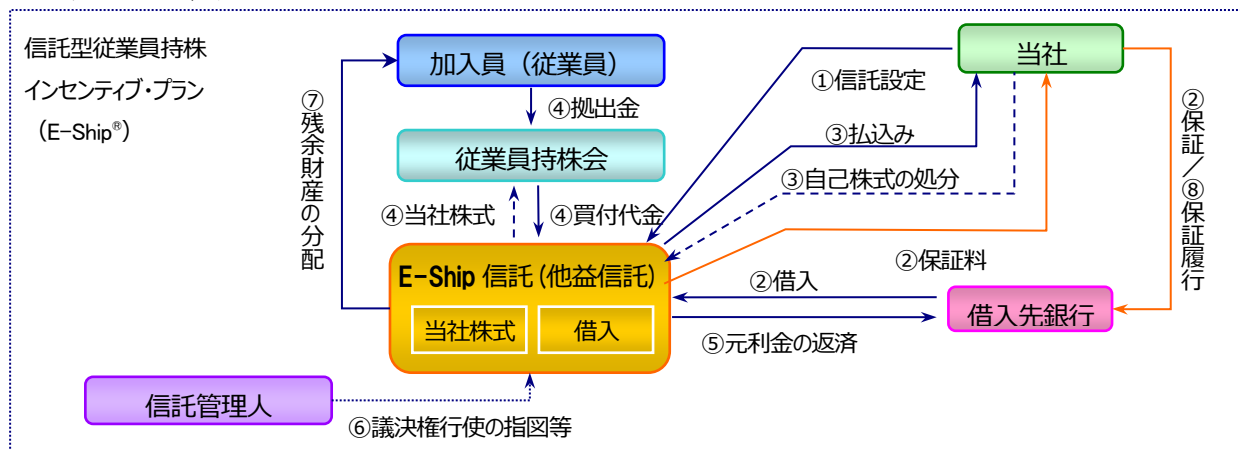 信託型従業員持株
インセンティブ・プラン
（E-Ship®）
加入員（従業員）
当社
①信託設定
④拠出金
③払込み
従業員持株会
③自己株式の処分
④当社株式
④買付代金
⑦残余財産の分配
②保証／⑧保証履行
E-Ship 信託（他益信託）
②保証料
②借入
当社株式
借入
借入先銀行
⑤元利金の返済
信託管理人
⑥議決権行使の指図等